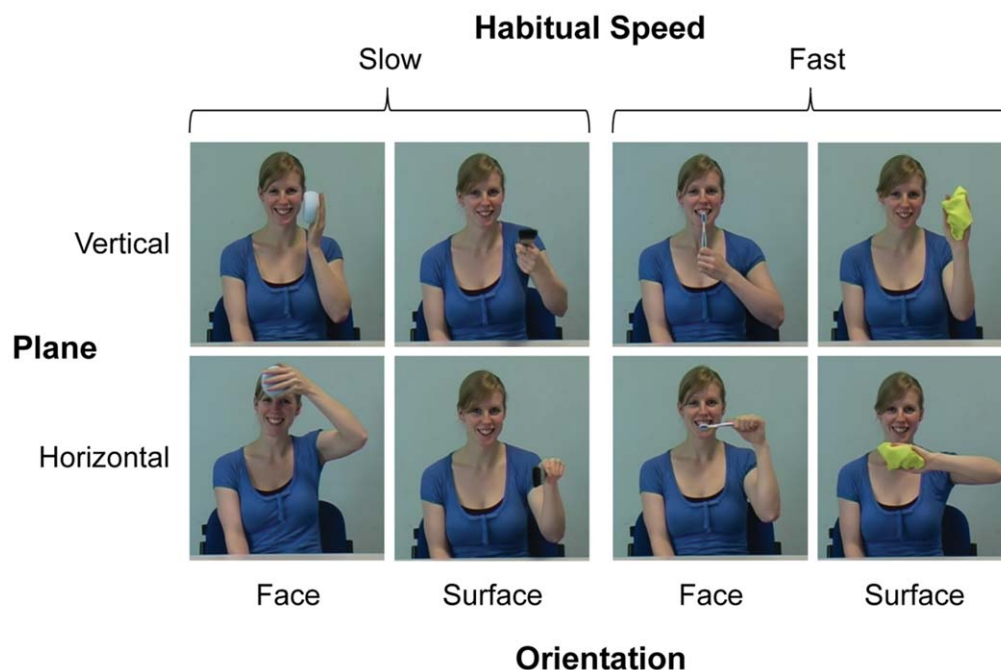 Habitual Speed
Slow
Fast
Vertical
Plane
Horizontal
Face
Surface
Face
Surface
Orientation